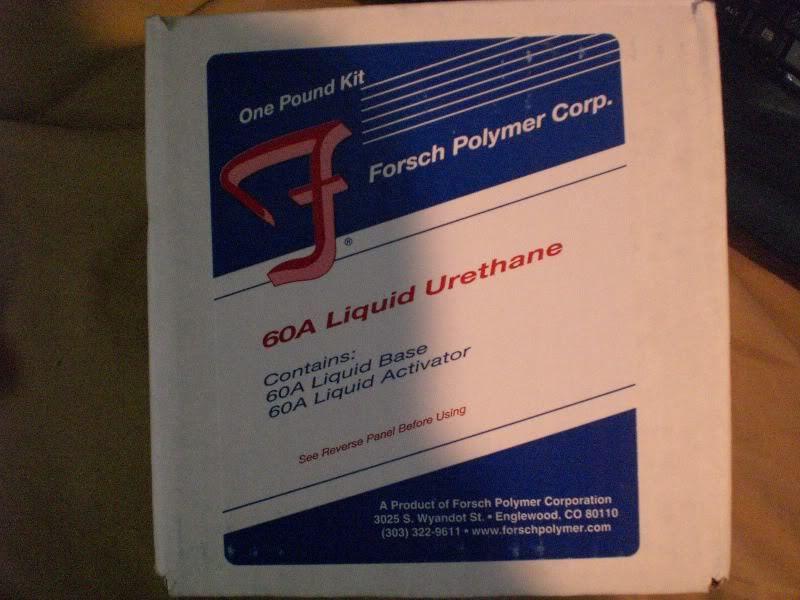 One Pound Kit
F
Forsch Polymer Corp.
®
60A Liquid Urethane
Contains:
60A Liquid Base
60A Liquid Activator
See Reverse Panel Before Using
A Product of Forsch Polymer Corporation
3025 S. Wyandot St. • Englewood, CO 80110
(303) 322-9611 • www.forschpolymer.com
ALT